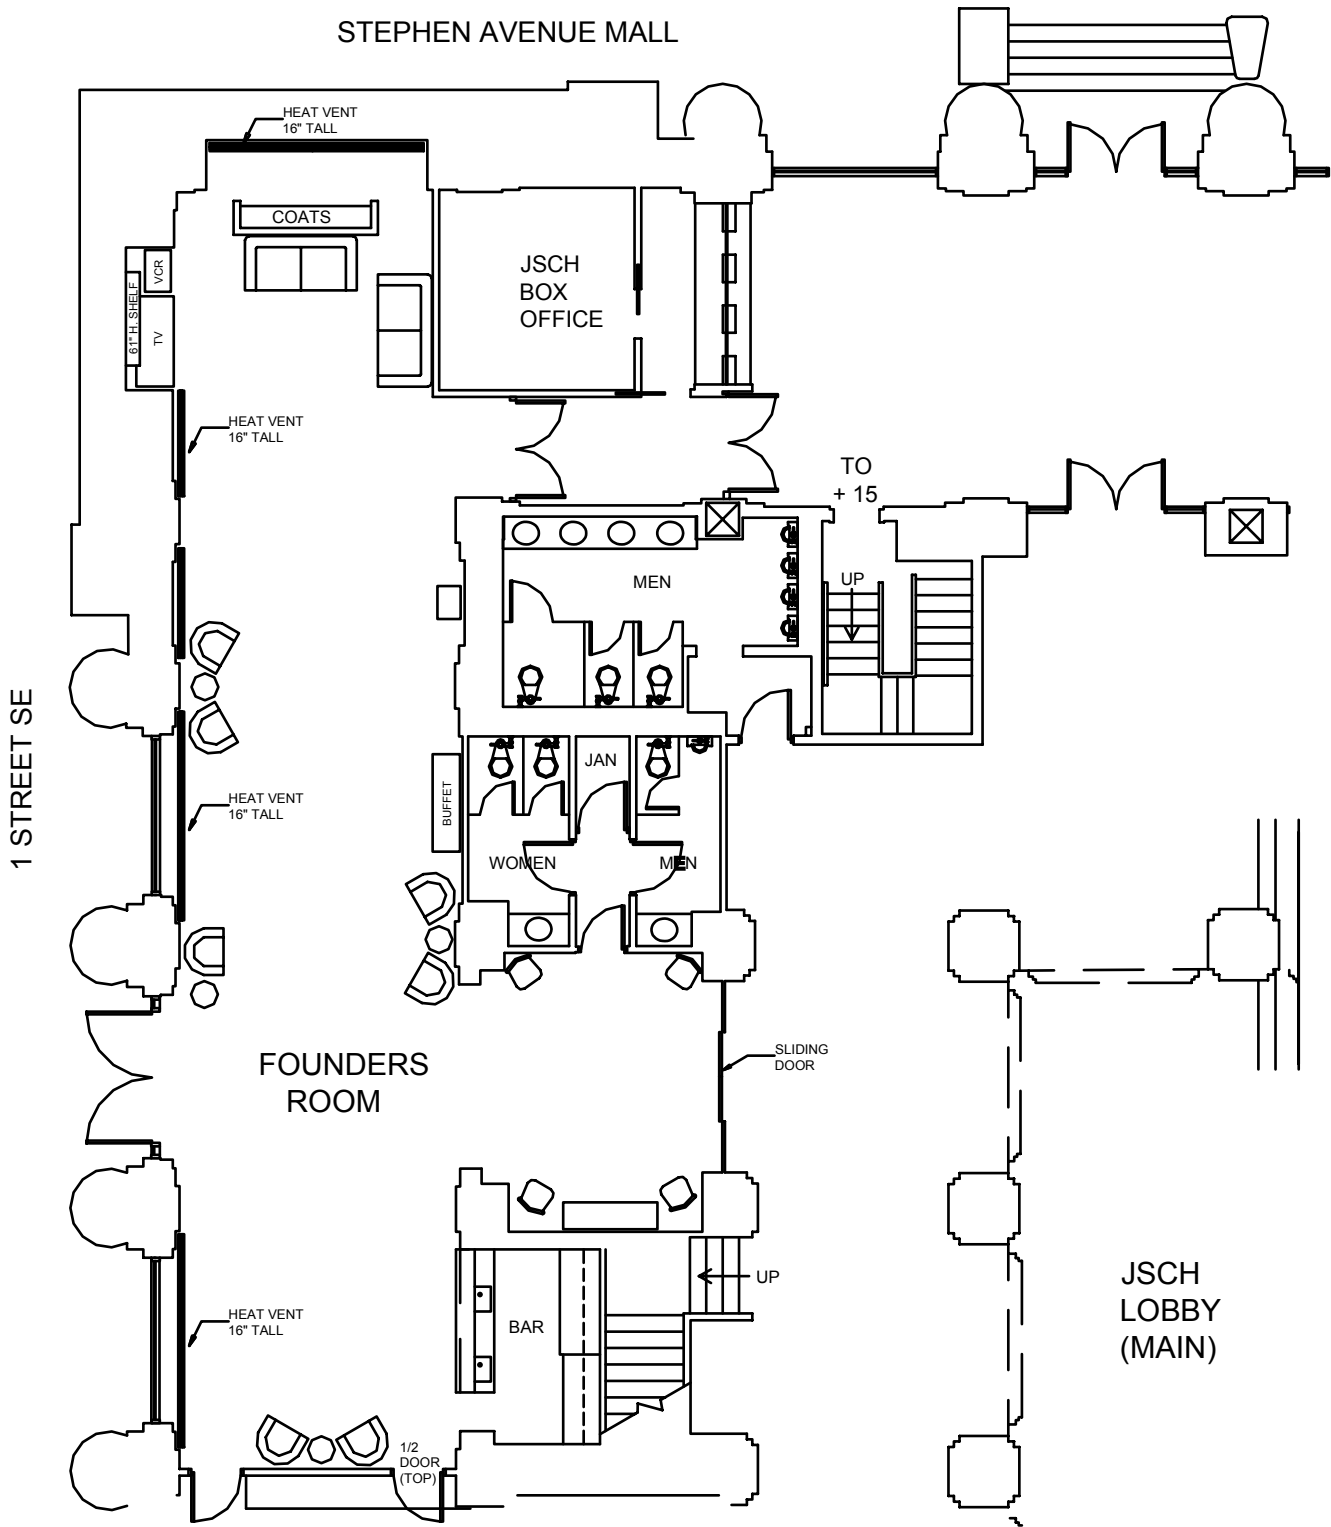 STEPHEN AVENUE MALL
HEAT VENT
16" TALL
COATS
VCR
61" H. SHELF
TV
JSCH
BOX
OFFICE
HEAT VENT
16" TALL
TO
+ 15
MEN
UP
1 STREET SE
JAN
HEAT VENT
16" TALL
BUFFET
WOMEN
MEN
SLIDING
DOOR
FOUNDERS
ROOM
UP
JSCH
LOBBY
(MAIN)
HEAT VENT
16" TALL
BAR
1/2
DOOR
(TOP)